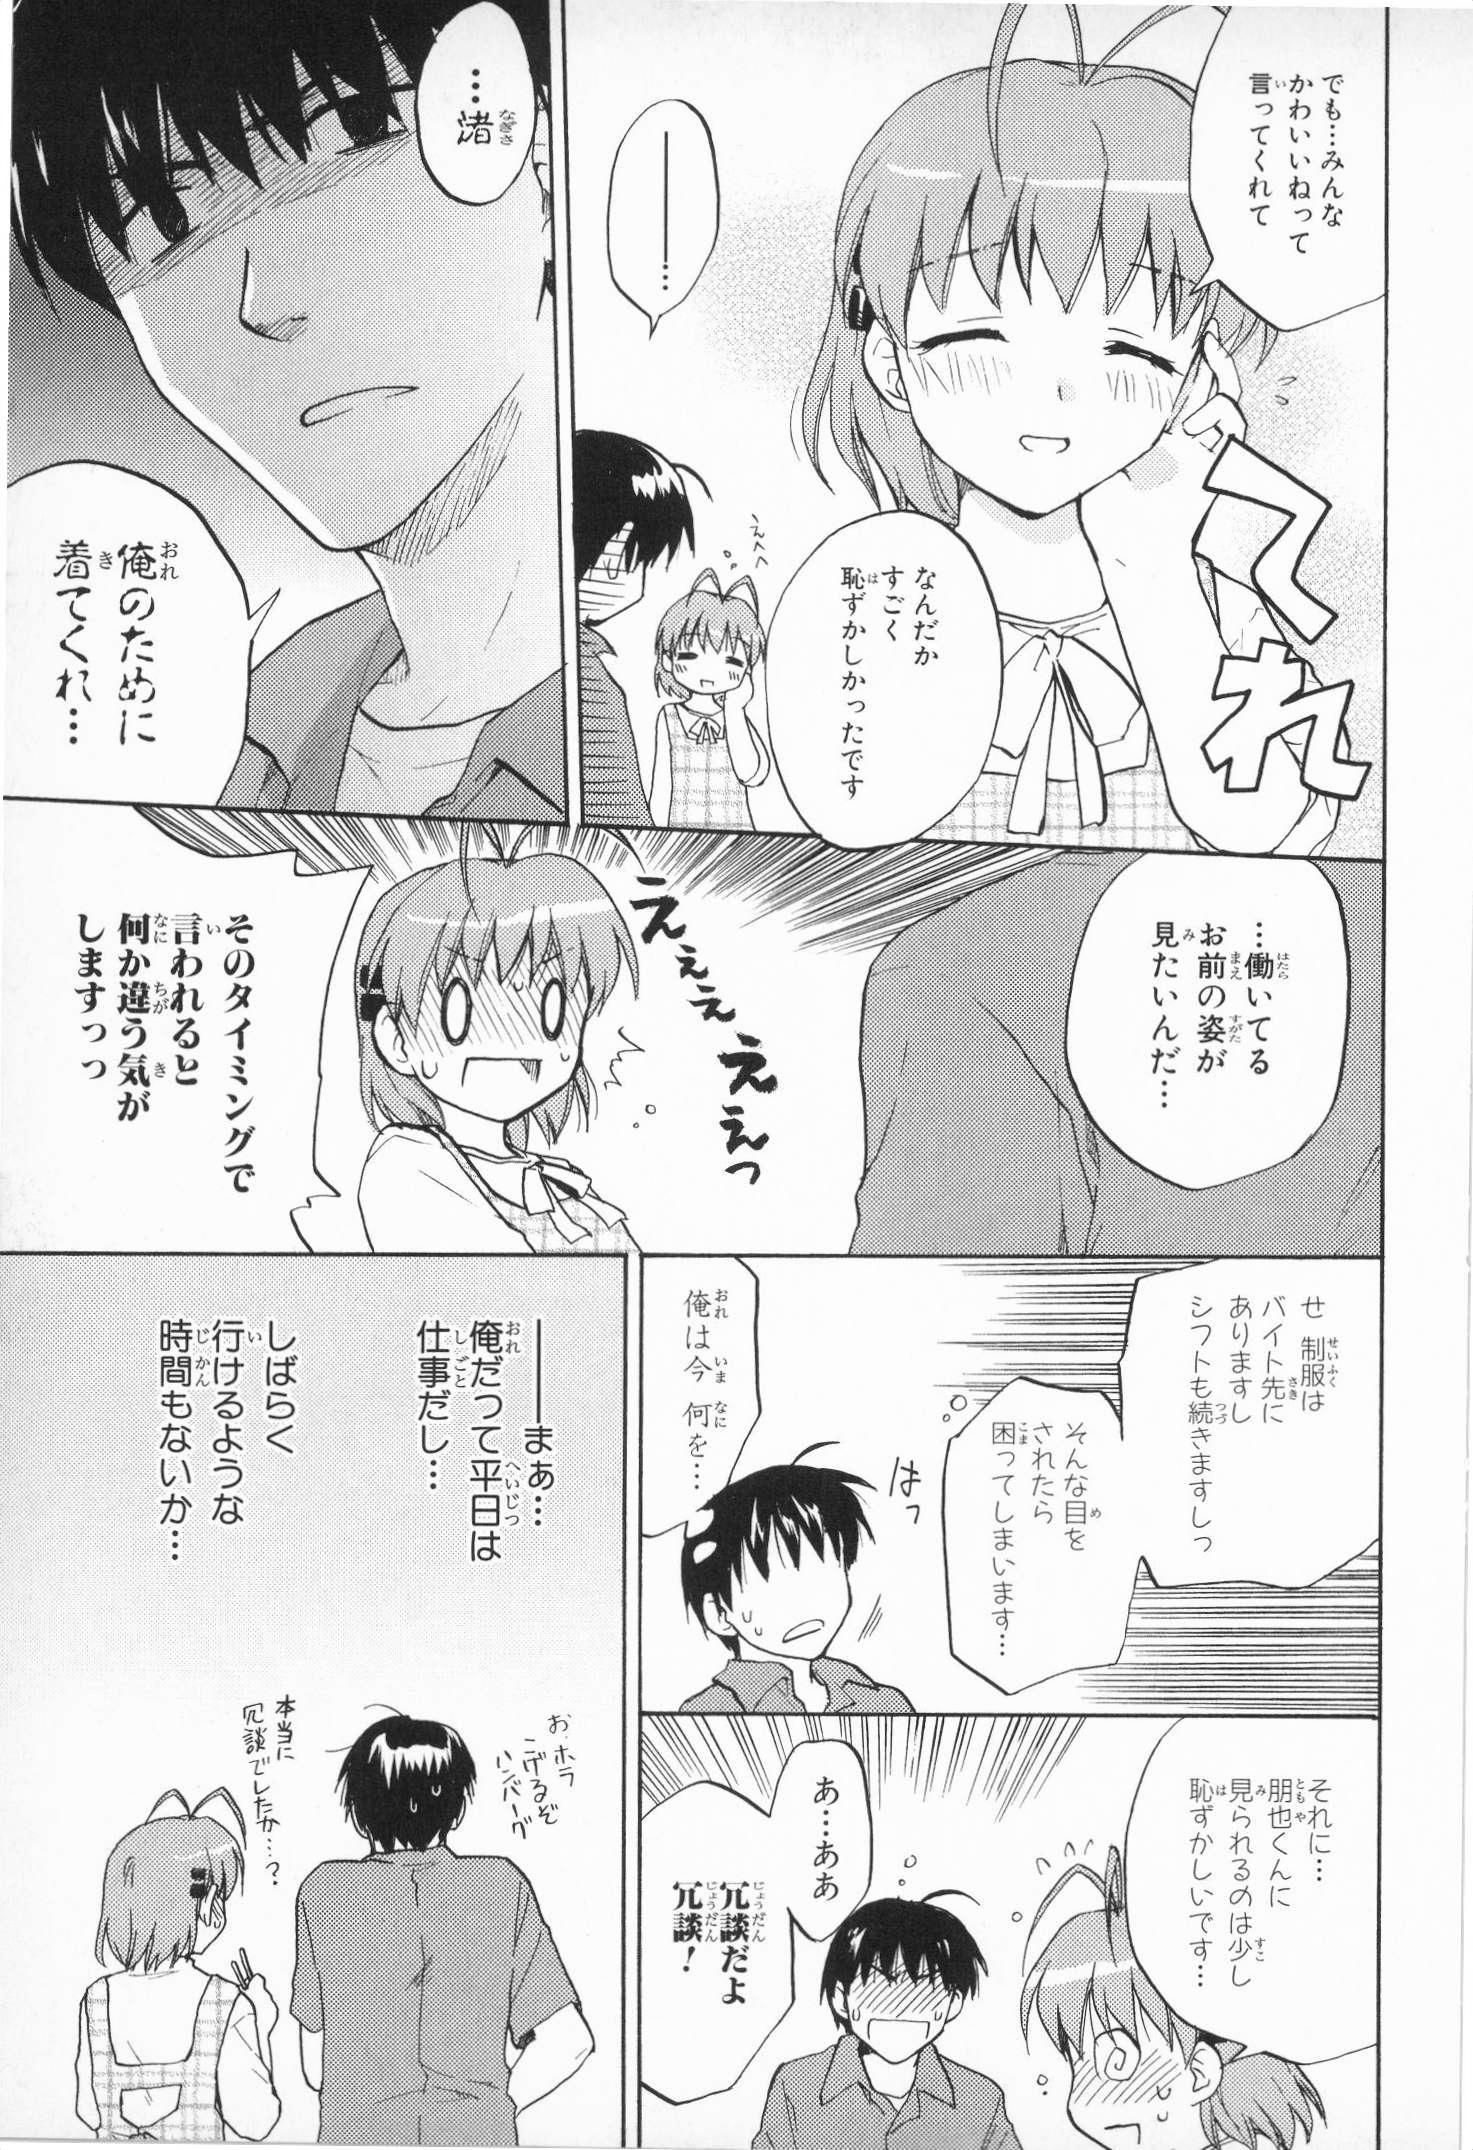 でも…みんな
かわいいねって
言ってくれて
てれ
なんだか
すごく
恥ずかしかったです
――…
えへへ
…渚
俺のために
着てくれ…
…働いてる
お前の姿が
見たいんだ…
えぇぇえぇっ
そのタイミングで
言われると
何か違う気が
しますっっ
せ 制服は
バイト先に
ありますし
シフトも続きますしっ
そんな目を
されたら
困ってしまいます…
はっ
俺は今 何を…
それに…
朋也くんに
見られるのは少し
恥ずかしいです…
あ…ああ
冗談だよ
冗談!
――まあ…
俺だって平日は
仕事だし…
しばらく
行けるような
時間もないか…
お、ホラ
こげるぞ
ハンバーグ
本当に
冗談でしたか…?